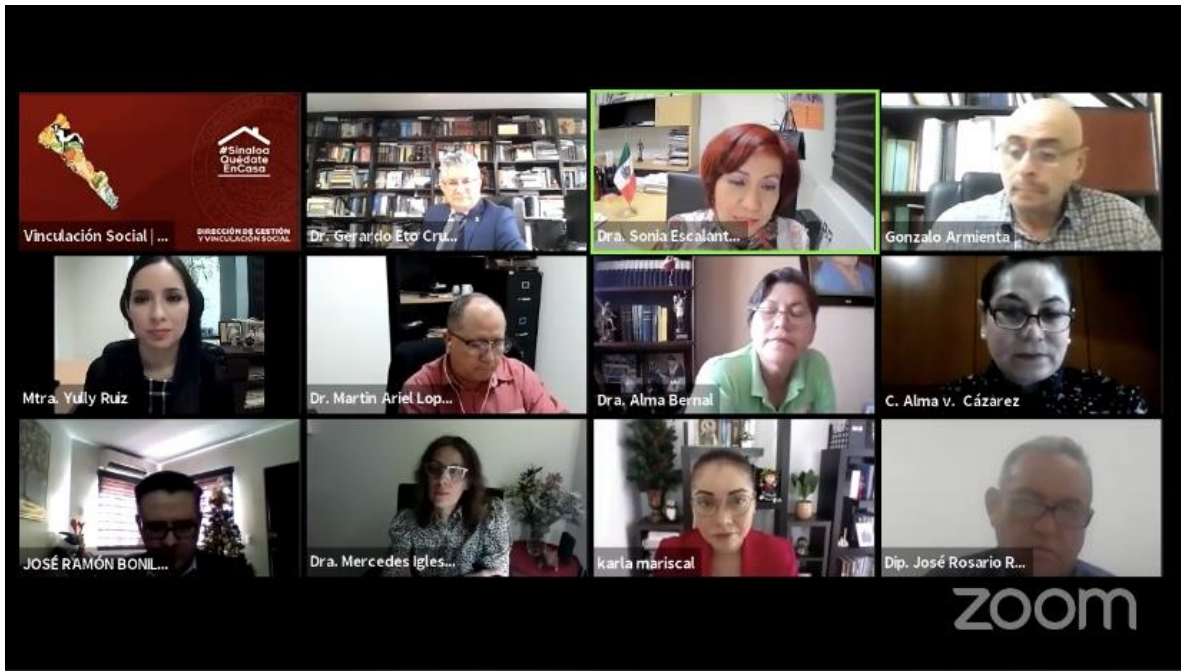 #Sinaloa
Quédate
EnCasa
Vinculación Social | ...
DIRECCIÓN DE GESTIÓN
Y VINCULACIÓN SOCIAL
Dr. Gerardo Eto Cru...
Dra. Sonia Escalant...
Gonzalo Armienta
Mtra. Yully Ruiz
Dr. Martin Ariel Lop...
Dra. Alma Bernal
C. Alma v. Cázarez
JOSÉ RAMÓN BONIL...
Dra. Mercedes Igles...
karla mariscal
Dip. José Rosario R...
zoom